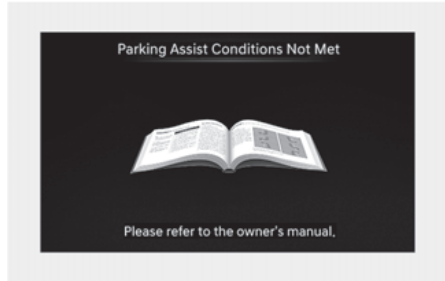 Parking Assist Conditions Not Met
Please refer to the owner's manual.